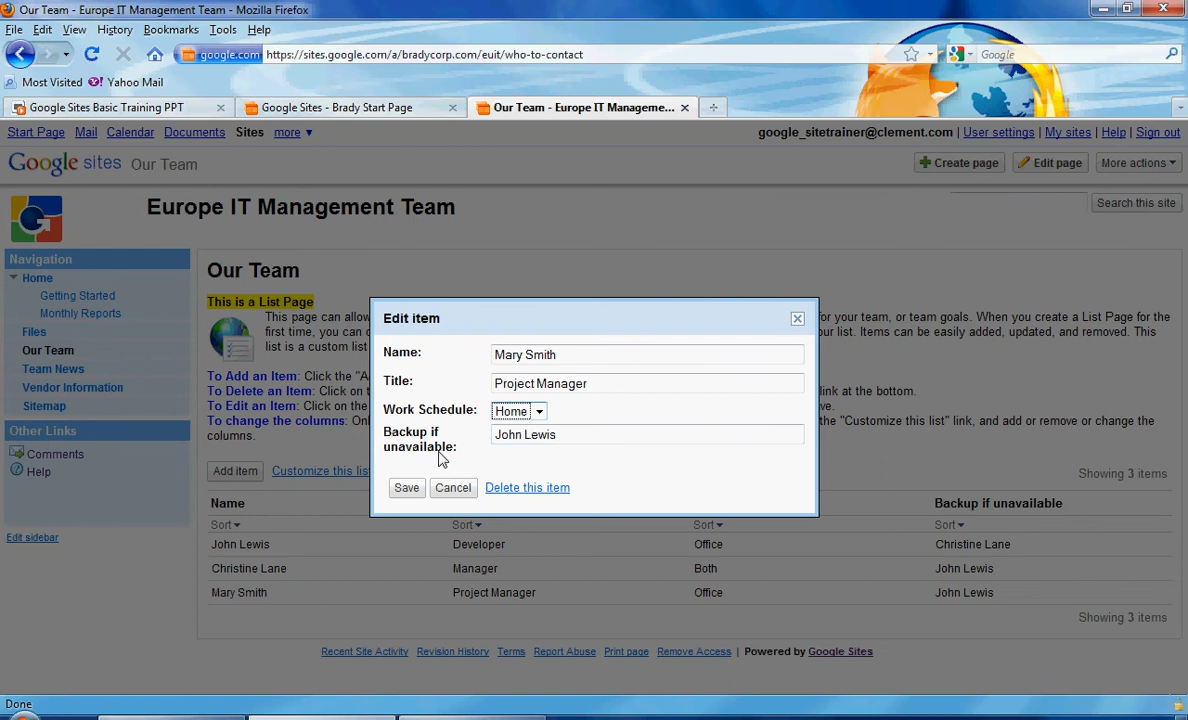 Our Team - Europe IT Management Team - Mozilla Firefox
File Edit View History Bookmarks Tools Help
google.com https://sites.google.com/a/bradycorp.com/euit/who-to-contact Google
Most Visited Yahoo Mail
Google Sites Basic Training PPT Google Sites - Brady Start Page Our Team - Europe IT Manageme...
Start Page Mail Calendar Documents Sites more ▼ google_sitetrainer@clement.com | User settings | My sites | Help | Sign out
Google sites Our Team Create page Edit page More actions
Europe IT Management Team Search this site
Navigation
Home
Getting Started
Monthly Reports
Files
Our Team
Team News
Vendor Information
Sitemap
Other Links
Comments
Help
Edit sidebar
Our Team
This is a List Page
This page can allow for your team, or team goals. When you create a List Page for the
first time, you can your list. Items can be easily added, updated, and removed. This
list is a custom list
To Add an Item: Click the
To Delete an Item: Click on link at the bottom.
To Edit an Item: Click on the
To change the columns: the "Customize this list" link, and add or remove or change the
columns.
Add item Customize this Showing 3 items
Edit item
Name: Mary Smith
Title: Project Manager
Work Schedule: Home
Backup if
unavailable: John Lewis
Save Cancel Delete this item
Name Backup if unavailable
Sort Sort Sort Sort
John Lewis Developer Office Christine Lane
Christine Lane Manager Both John Lewis
Mary Smith Project Manager Office John Lewis
Showing 3 items
Recent Site Activity Revision History Terms Report Abuse Print page Remove Access | Powered by Google Sites
Done